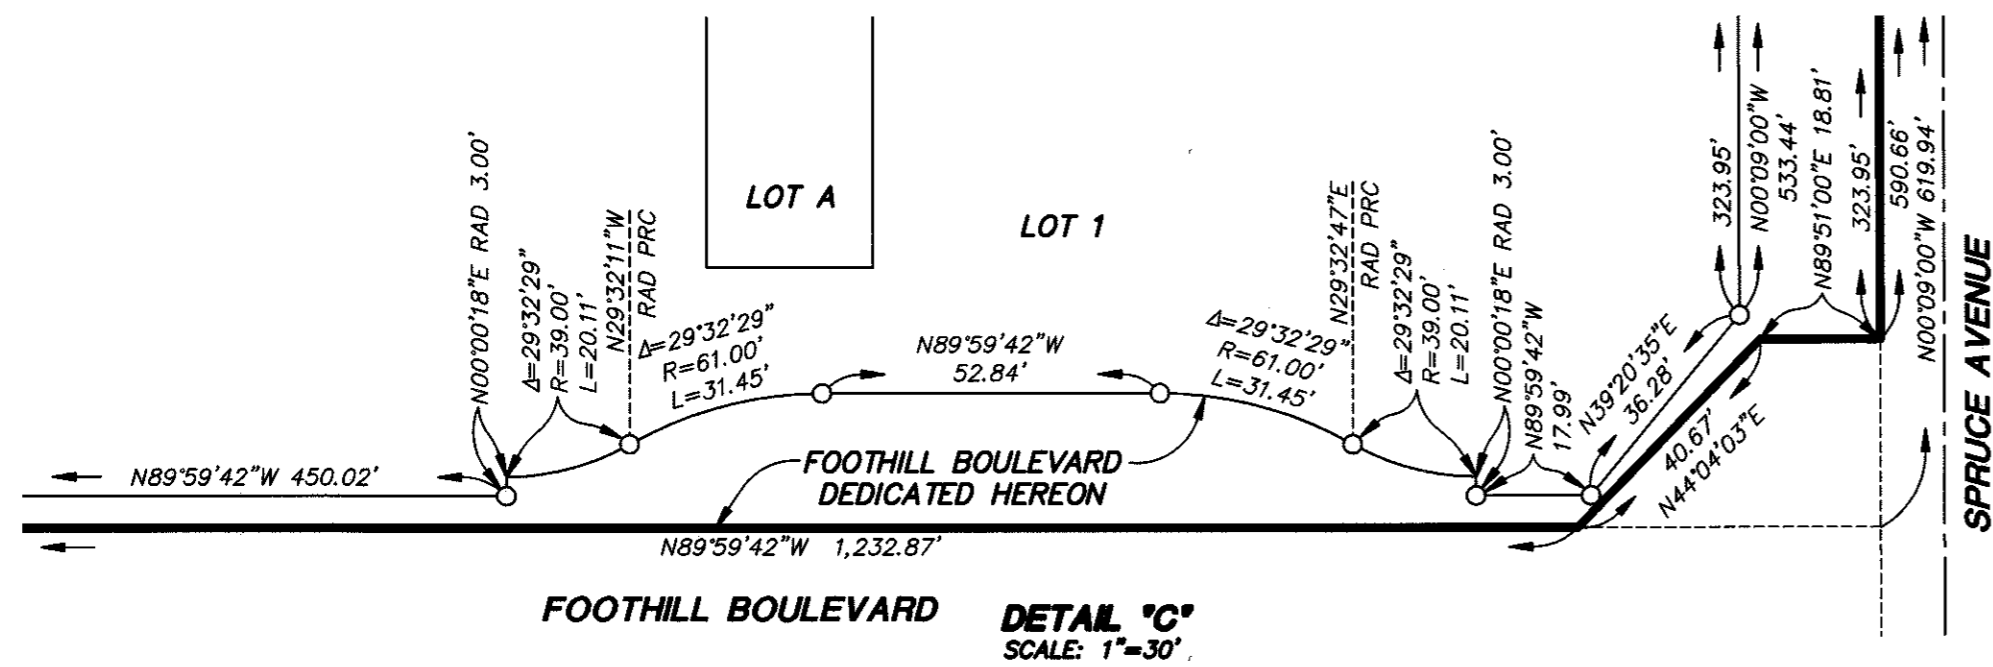 LOT A
LOT 1
N00°00'18"E RAD 3.00'
Δ=29°32'29"
R=39.00'
L=20.11'
N29°32'11"W
RAD PRC
Δ=29°32'29"
R=61.00'
L=31.45'
N89°59'42"W
52.84'
Δ=29°32'29"
R=61.00'
L=31.45'
N29°32'47"E
RAD PRC
Δ=29°32'29"
R=39.00'
L=20.11'
N00°00'18"E RAD 3.00'
N89°59'42"W
17.99'
N39°20'35"E
36.28'
40.67'
N44°04'03"E
323.95'
N00°09'00"W
533.44'
N89°51'00"E 18.81'
323.95'
590.66'
N00°09'00"W 619.94'
SPRUCE AVENUE
N89°59'42"W 450.02'
FOOTHILL BOULEVARD
DEDICATED HEREON
N89°59'42"W 1,232.87'
FOOTHILL BOULEVARD
DETAIL "C"
SCALE: 1"=30'